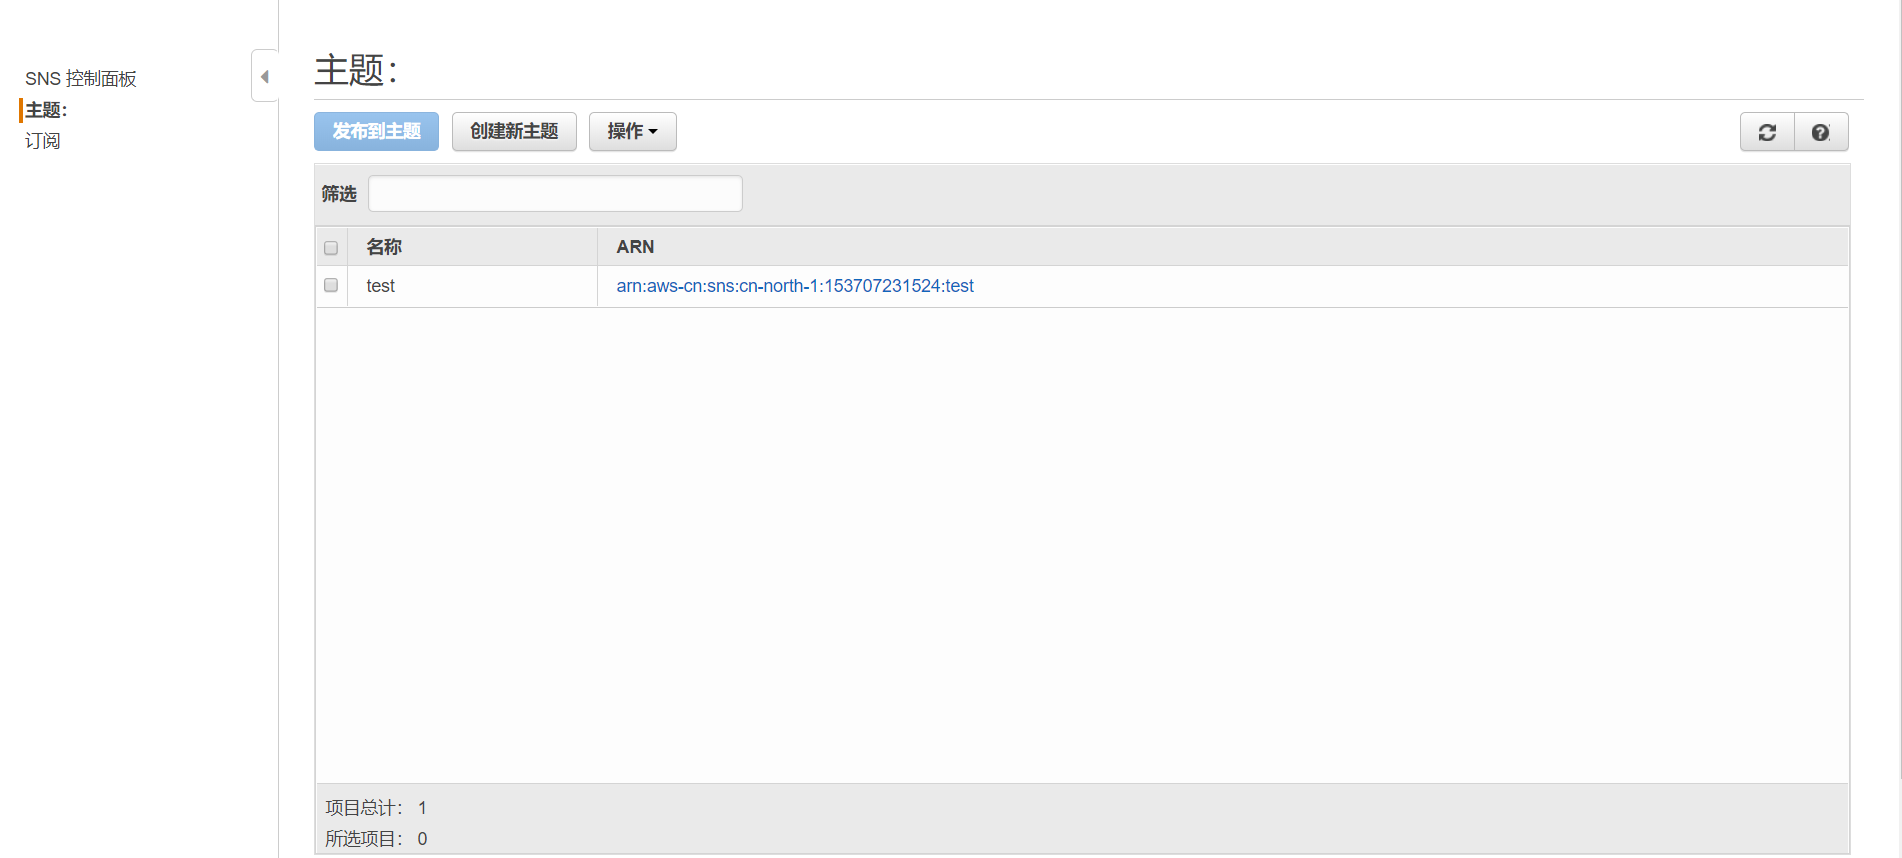 SNS 控制面板
主题：
订阅
主题：
发布到主题 创建新主题 操作
筛选
名称 ARN
test arn:aws-cn:sns:cn-north-1:153707231524:test
项目总计： 1
所选项目： 0